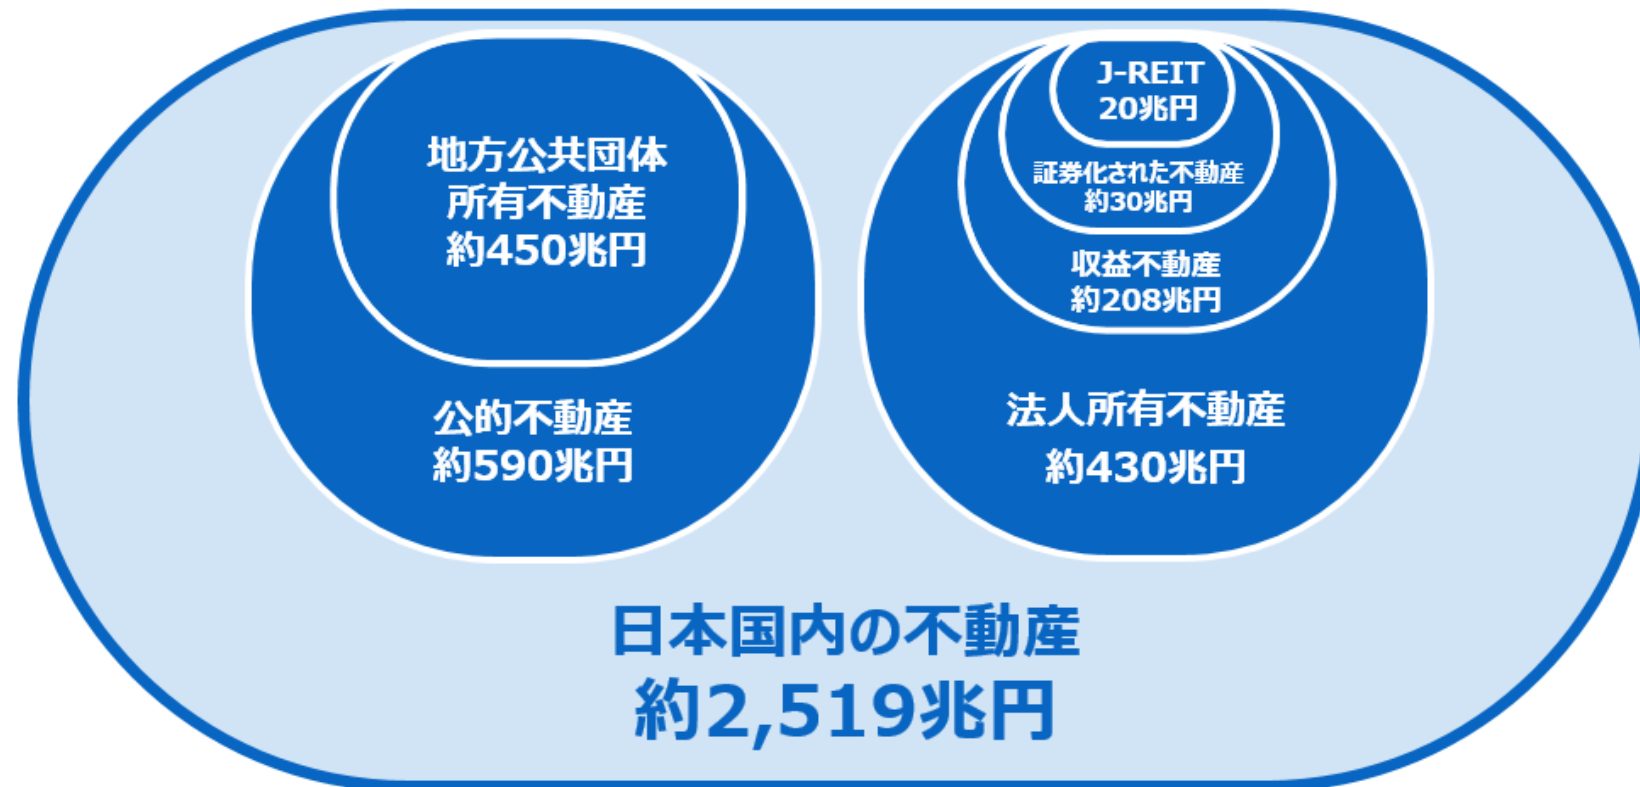 地方公共団体
所有不動産
約450兆円
公的不動産
約590兆円
J-REIT
20兆円
証券化された不動産
約30兆円
収益不動産
約208兆円
法人所有不動産
約430兆円
日本国内の不動産
約2,519兆円